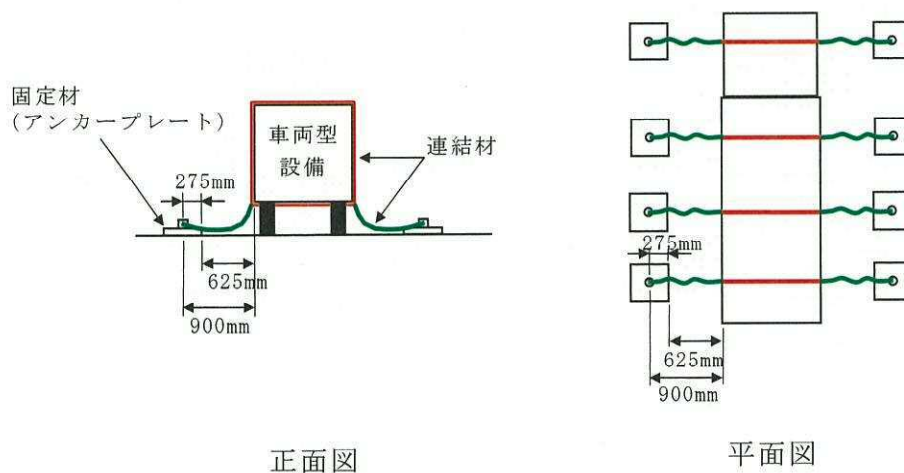 固定材
(アンカープレート)
275mm
車両型
設備
連結材
625mm
900mm
正面図
275mm
625mm
900mm
平面図